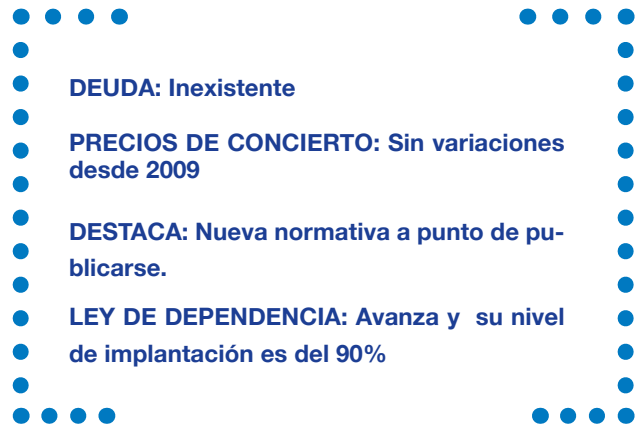 DEUDA: Inexistente
PRECIOS DE CONCIERTO: Sin variaciones
desde 2009
DESTACA: Nueva normativa a punto de pu-
blicarse.
LEY DE DEPENDENCIA: Avanza y  su nivel
de implantación es del 90%